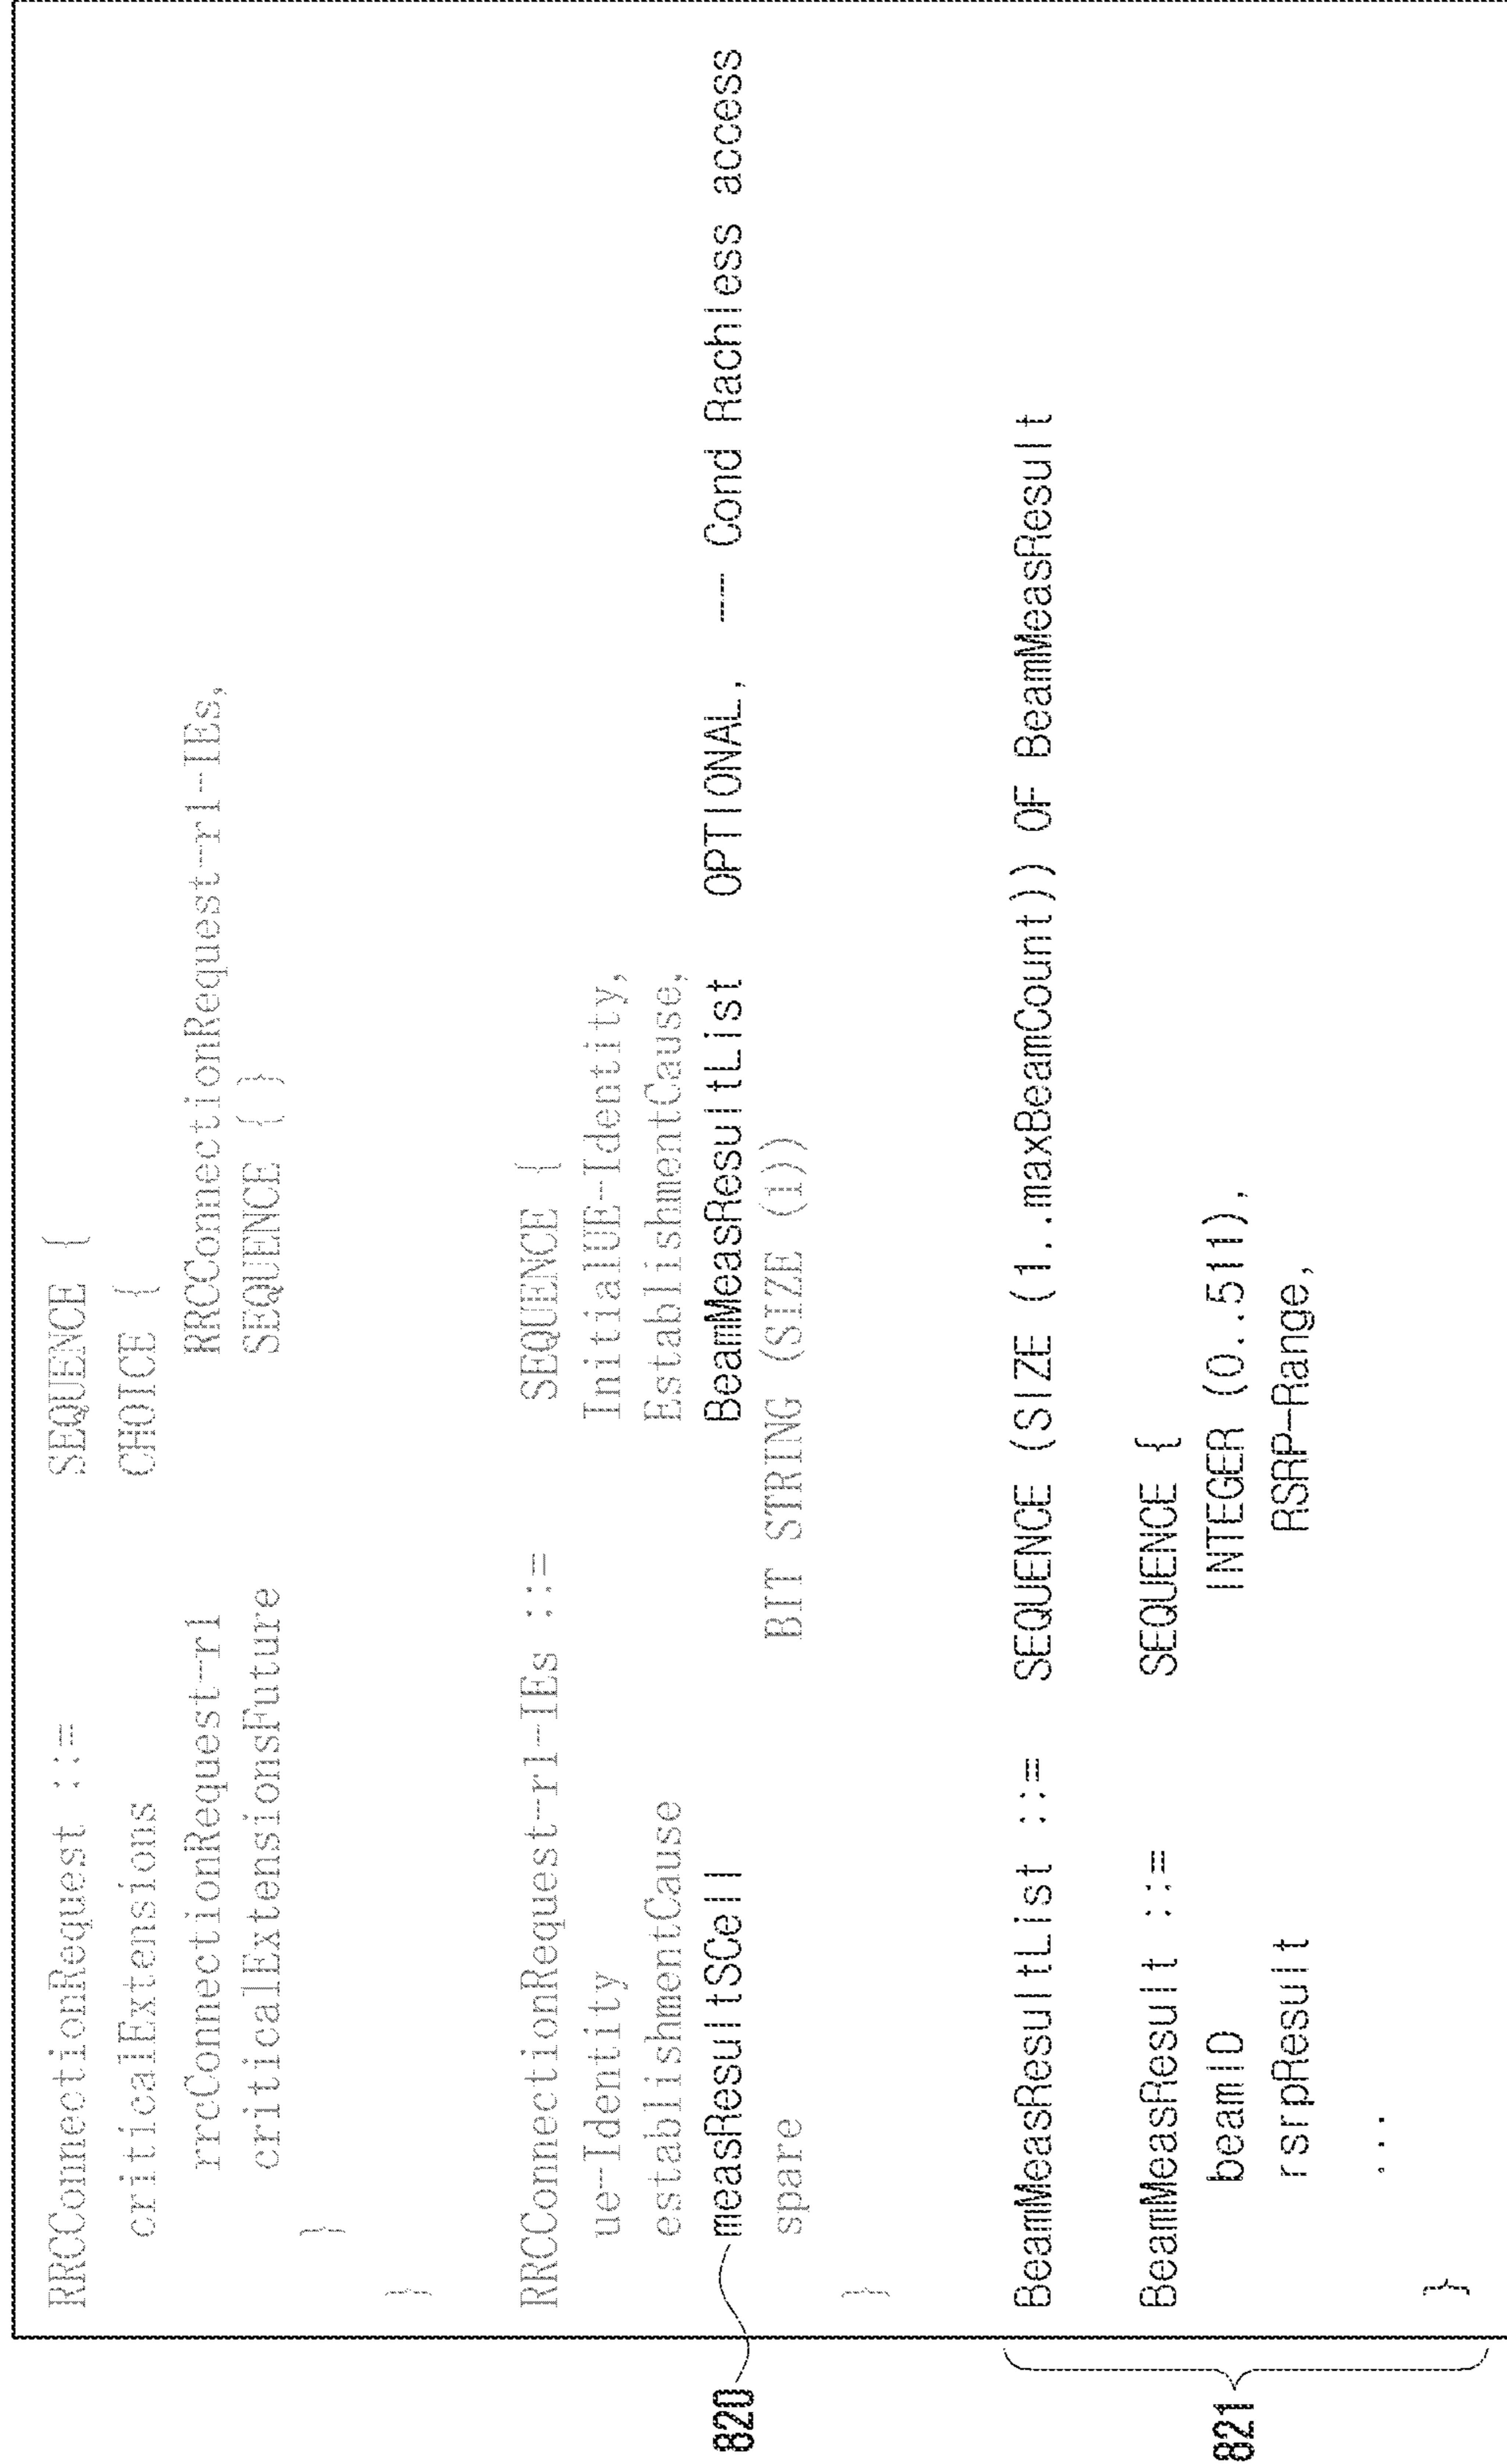 RRCConnectionRequest ::= SEQUENCE {
criticalExtensions CHOICE {
rrcConnectionRequest-r1 RRCConnectionRequest-r1-IEs,
criticalExtensionsFuture SEQUENCE { }
}
}
RRCConnectionRequest-r1-IEs ::= SEQUENCE {
ue-Identity InitialUE-Identity,
establishmentCause EstablishmentCause,
820 measResultSCell BeamMeasResultList OPTIONAL, -- Cond Rachless access
spare BIT STRING (SIZE (1))
}
821
BeamMeasResultList ::= SEQUENCE (SIZE (1..maxBeamCount)) OF BeamMeasResult
BeamMeasResult ::= SEQUENCE {
beamID INTEGER (0..511),
rsrpResult RSRP-Range,
...
}